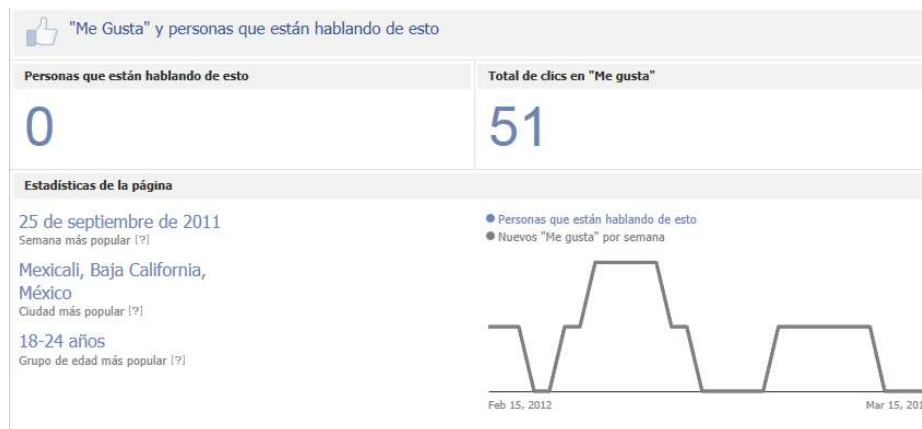 "Me Gusta" y personas que están hablando de esto
Personas que están hablando de esto
Total de clics en "Me gusta"
0
51
Estadísticas de la página
25 de septiembre de 2011
Semana más popular [?]
Mexicali, Baja California,
México
Ciudad más popular [?]
18-24 años
Grupo de edad más popular [?]
Personas que están hablando de esto
Nuevos "Me gusta" por semana
Feb 15, 2012
Mar 15, 201